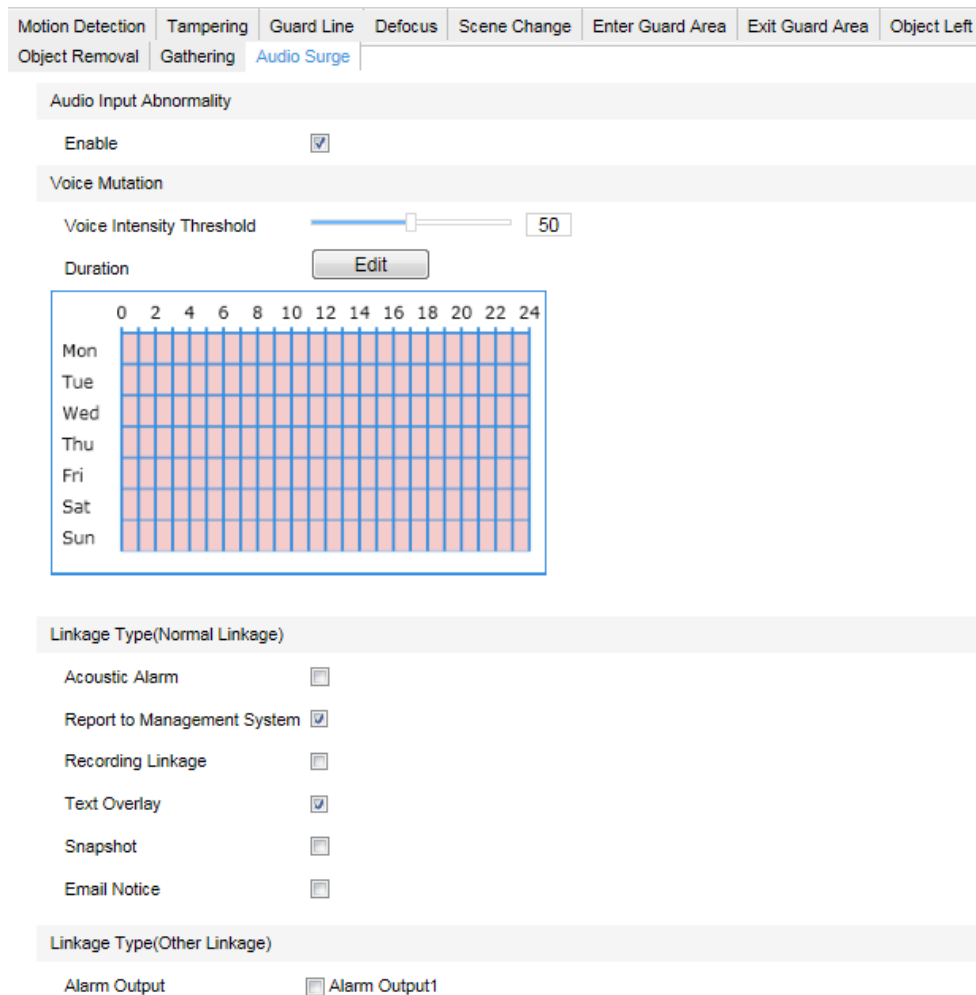 Motion Detection Tampering Guard Line Defocus Scene Change Enter Guard Area Exit Guard Area Object Left
Object Removal Gathering Audio Surge
Audio Input Abnormality
Enable
Voice Mutation
Voice Intensity Threshold 50
Duration Edit
0 2 4 6 8 10 12 14 16 18 20 22 24
Mon
Tue
Wed
Thu
Fri
Sat
Sun
Linkage Type(Normal Linkage)
Acoustic Alarm
Report to Management System
Recording Linkage
Text Overlay
Snapshot
Email Notice
Linkage Type(Other Linkage)
Alarm Output Alarm Output1